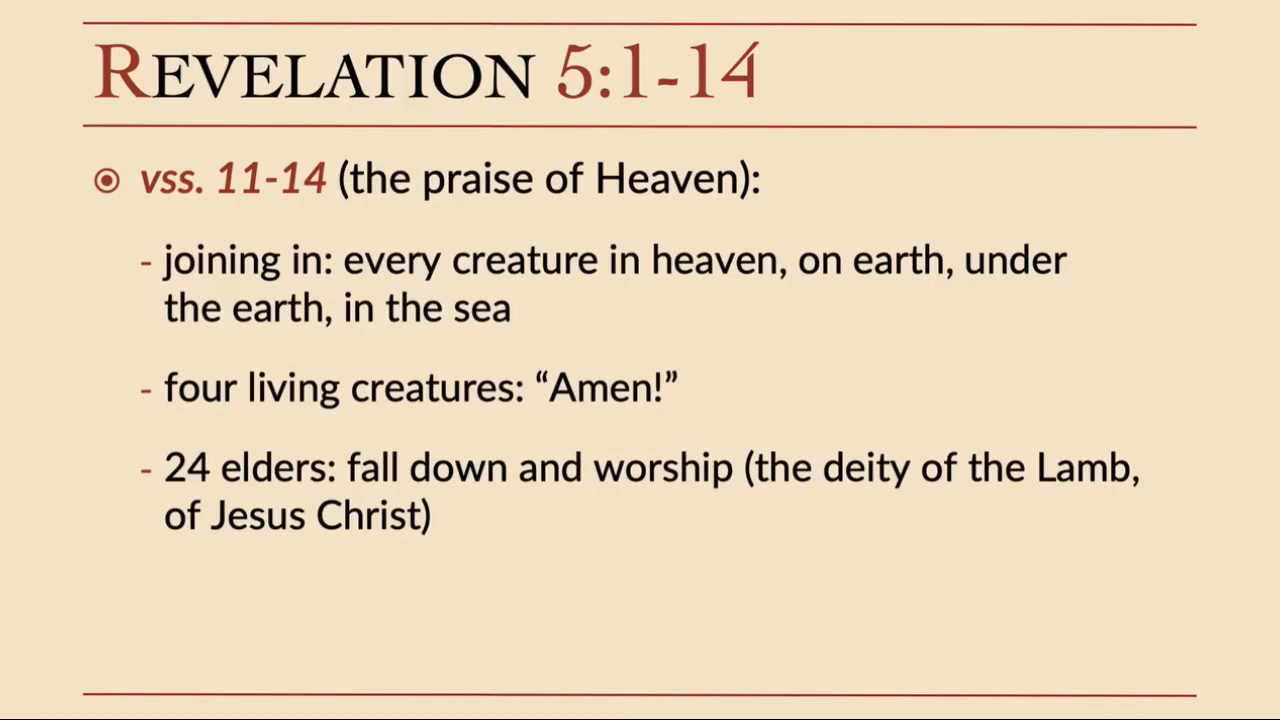 REVELATION 5:1-14
vss. 11-14 (the praise of Heaven):
- joining in: every creature in heaven, on earth, under
the earth, in the sea
- four living creatures: “Amen!”
- 24 elders: fall down and worship (the deity of the Lamb,
of Jesus Christ)